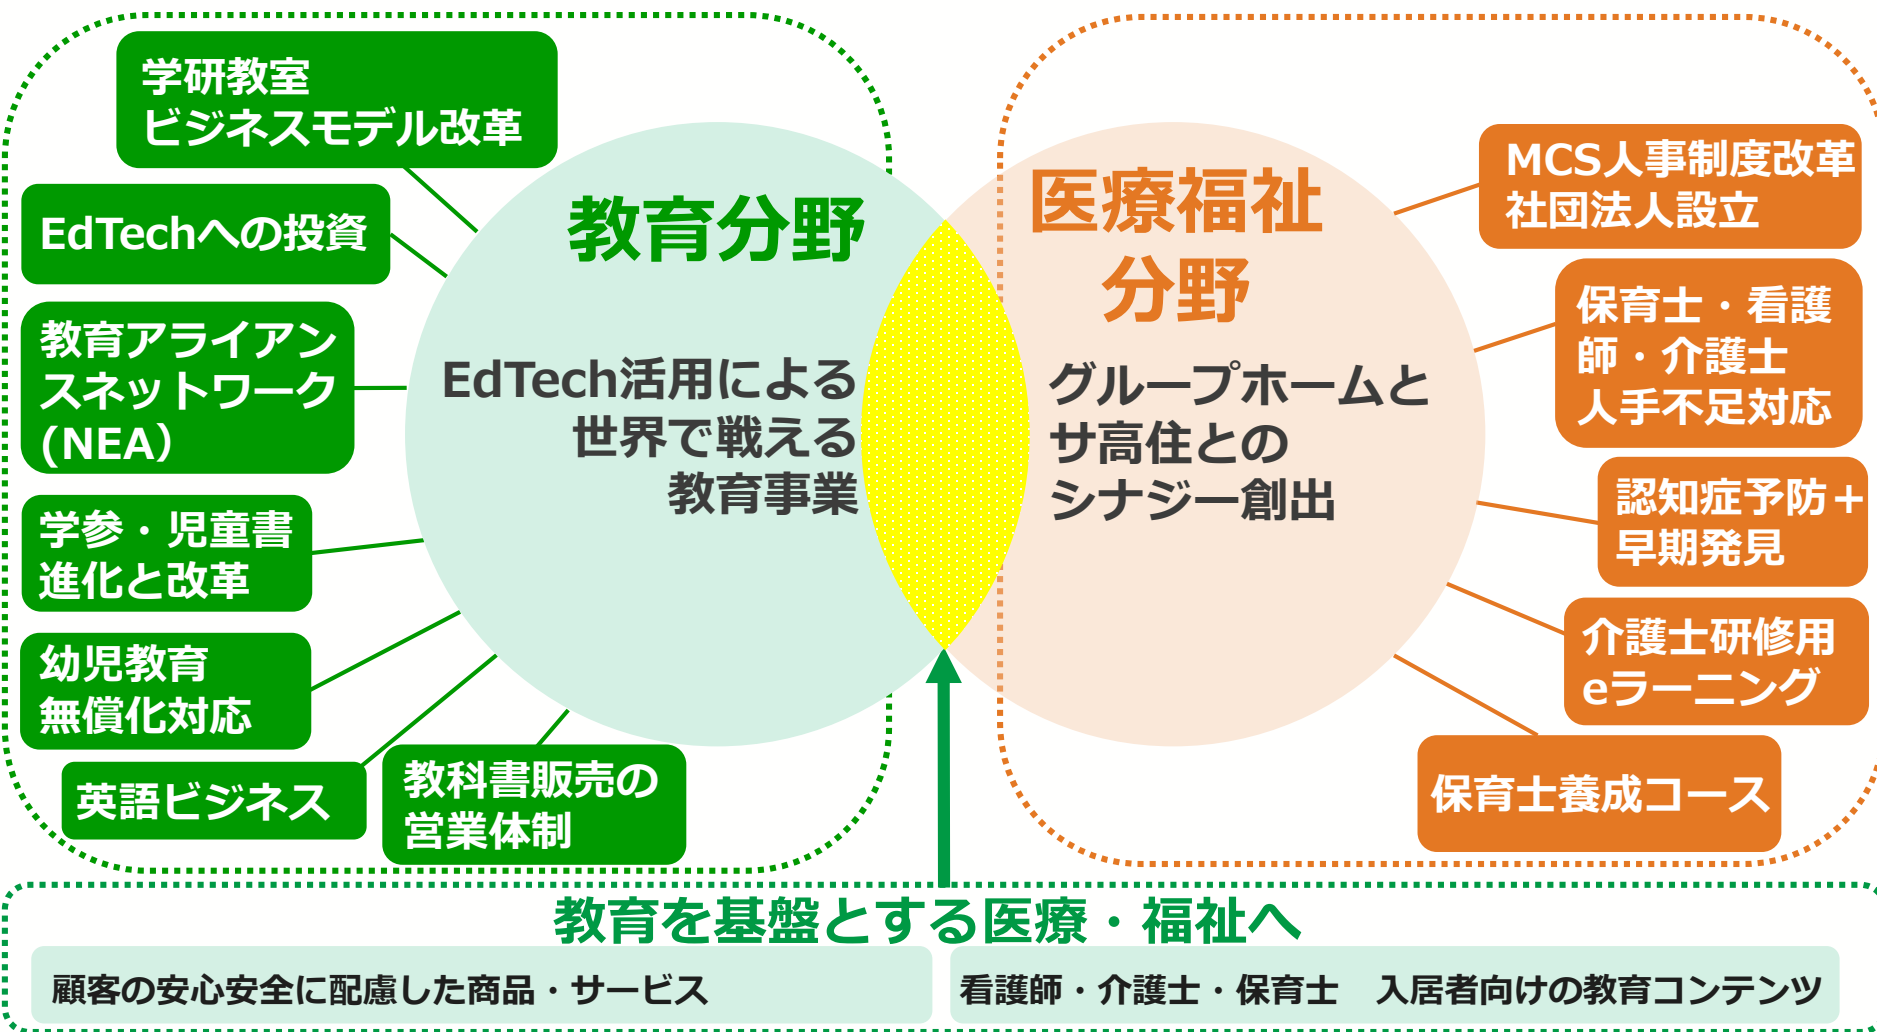 学研教室
ビジネスモデル改革
EdTechへの投資
教育アライアン
スネットワーク
(NEA）
学参・児童書
進化と改革
幼児教育
無償化対応
英語ビジネス
教科書販売の
営業体制
教育分野
EdTech活用による
世界で戦える
教育事業
医療福祉
分野
グループホームと
サ高住との
シナジー創出
MCS人事制度改革
社団法人設立
保育士・看護
師・介護士
人手不足対応
認知症予防＋
早期発見
介護士研修用
eラーニング
保育士養成コース
教育を基盤とする医療・福祉へ
顧客の安心安全に配慮した商品・サービス
看護師・介護士・保育士　入居者向けの教育コンテンツ